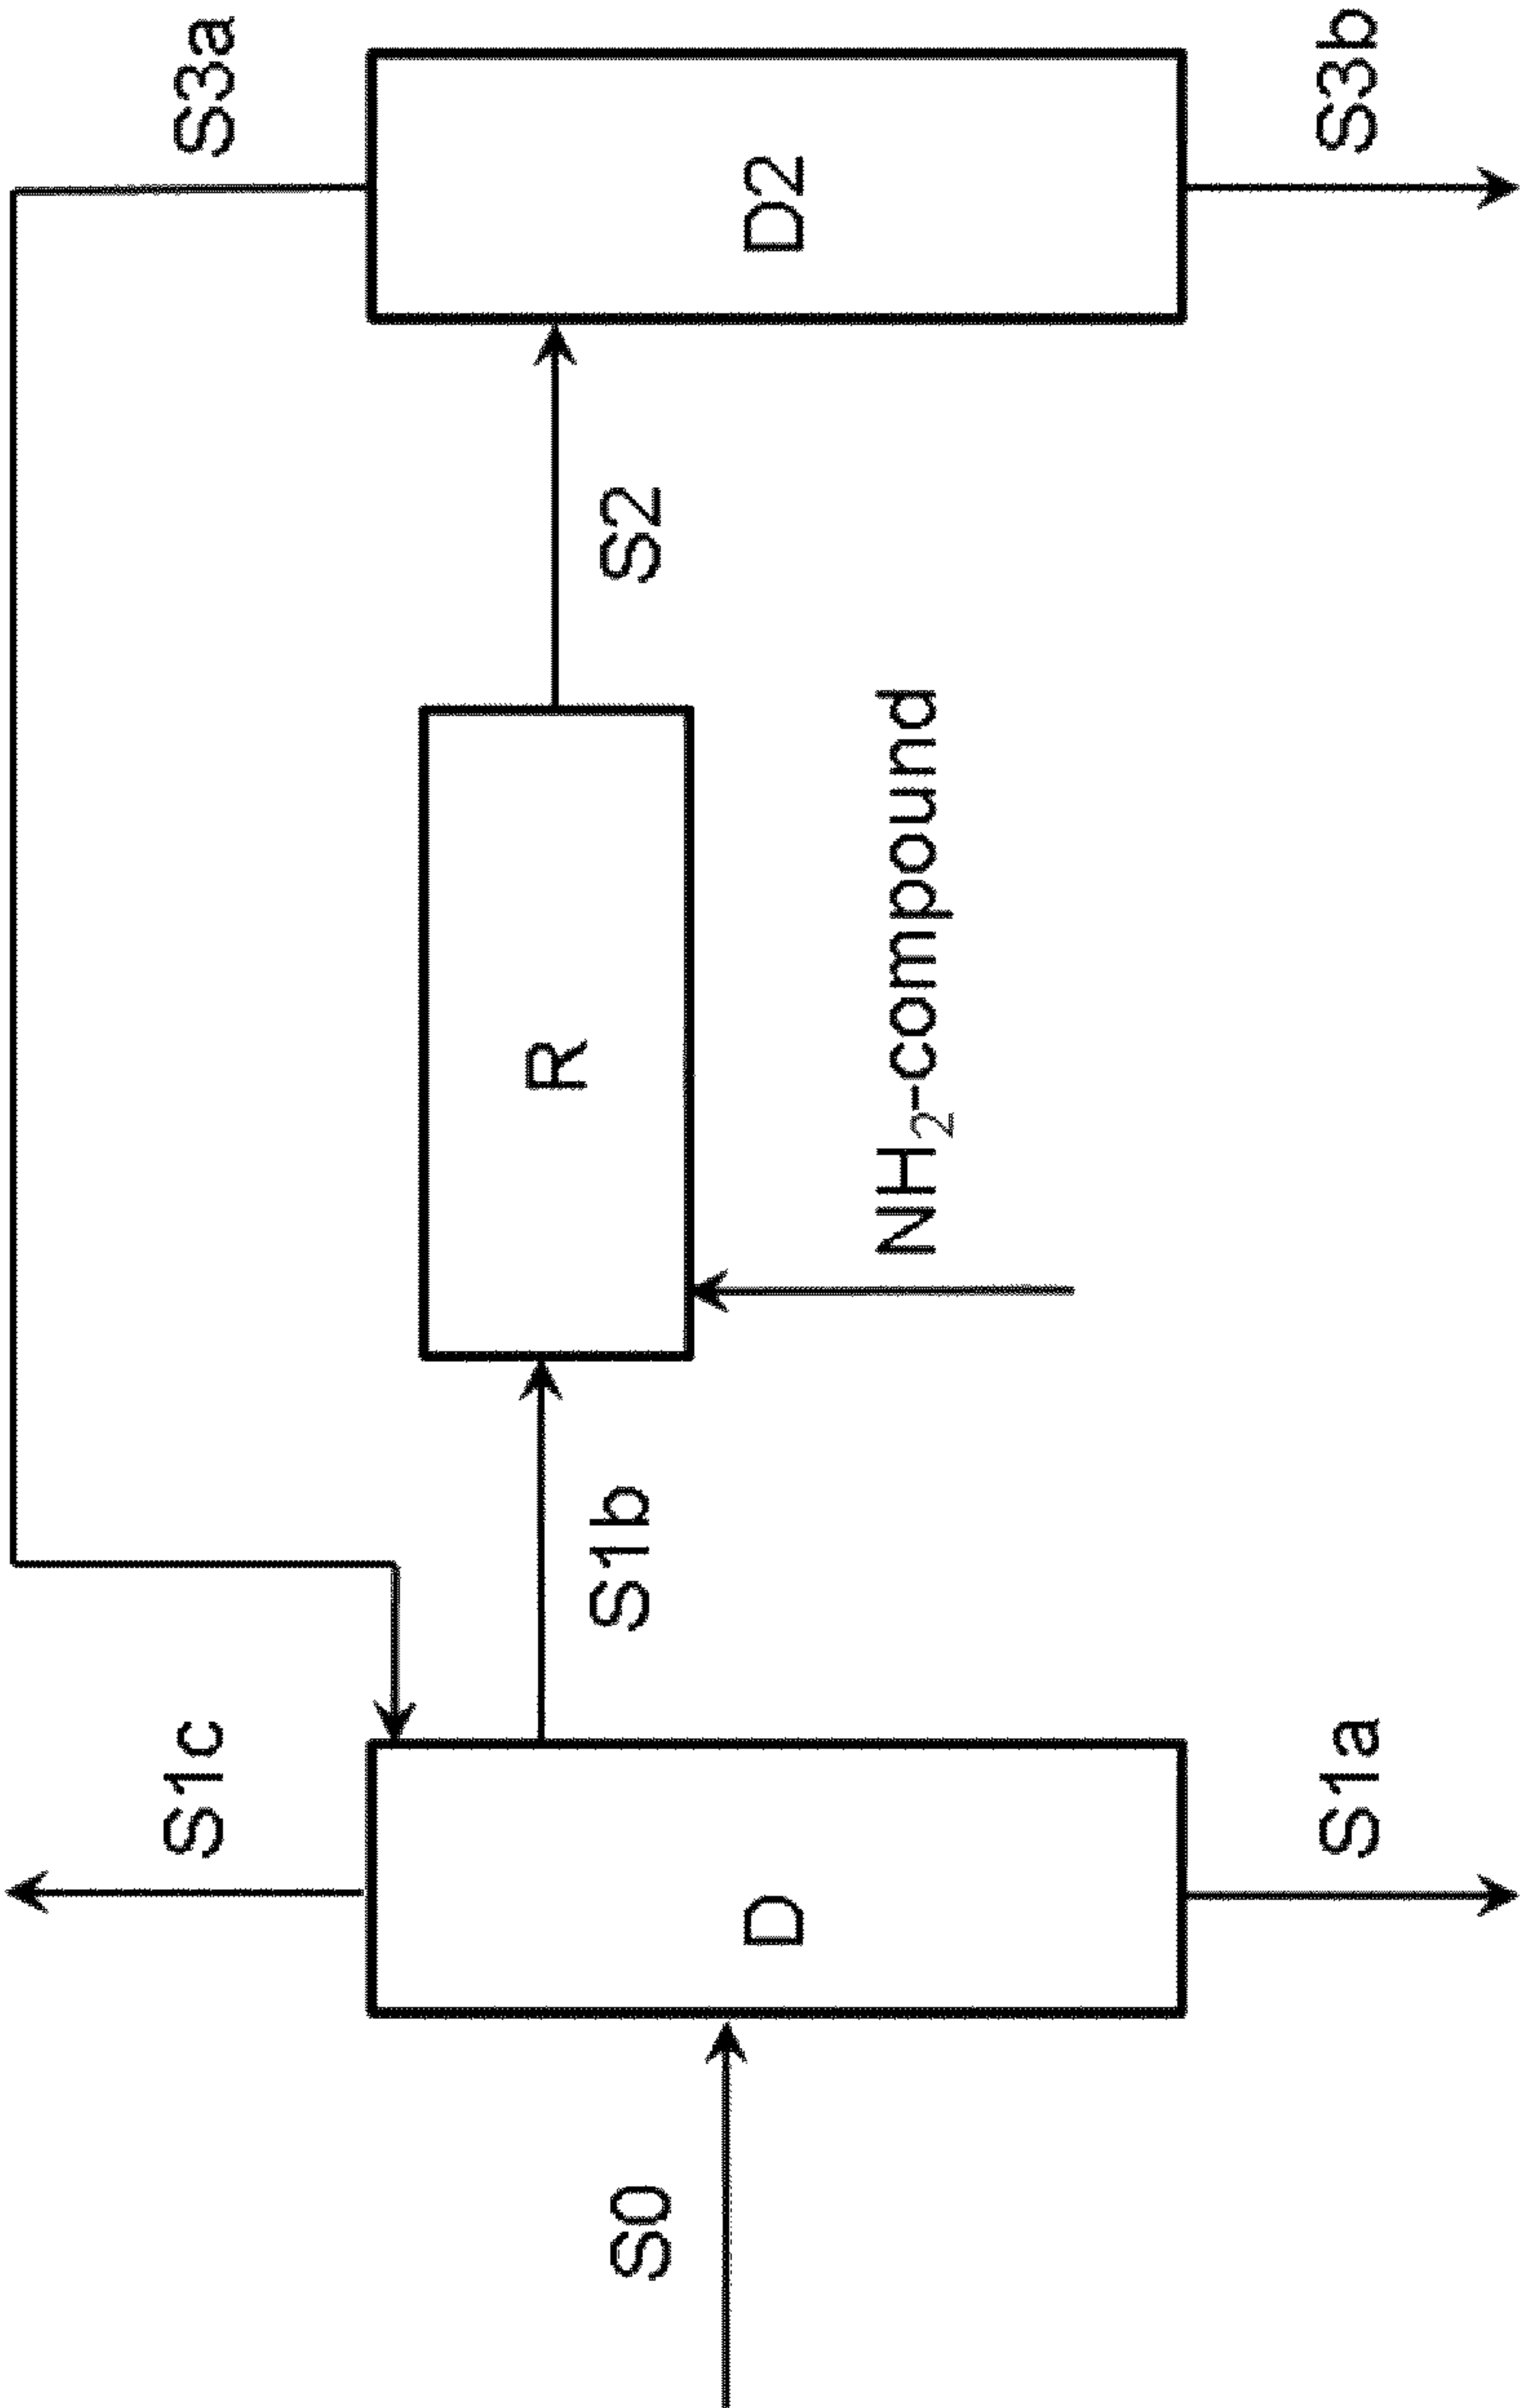 S1c
S3a
S0
S1b
S2
R
D
D2
NH₂-compound
S1a
S3b